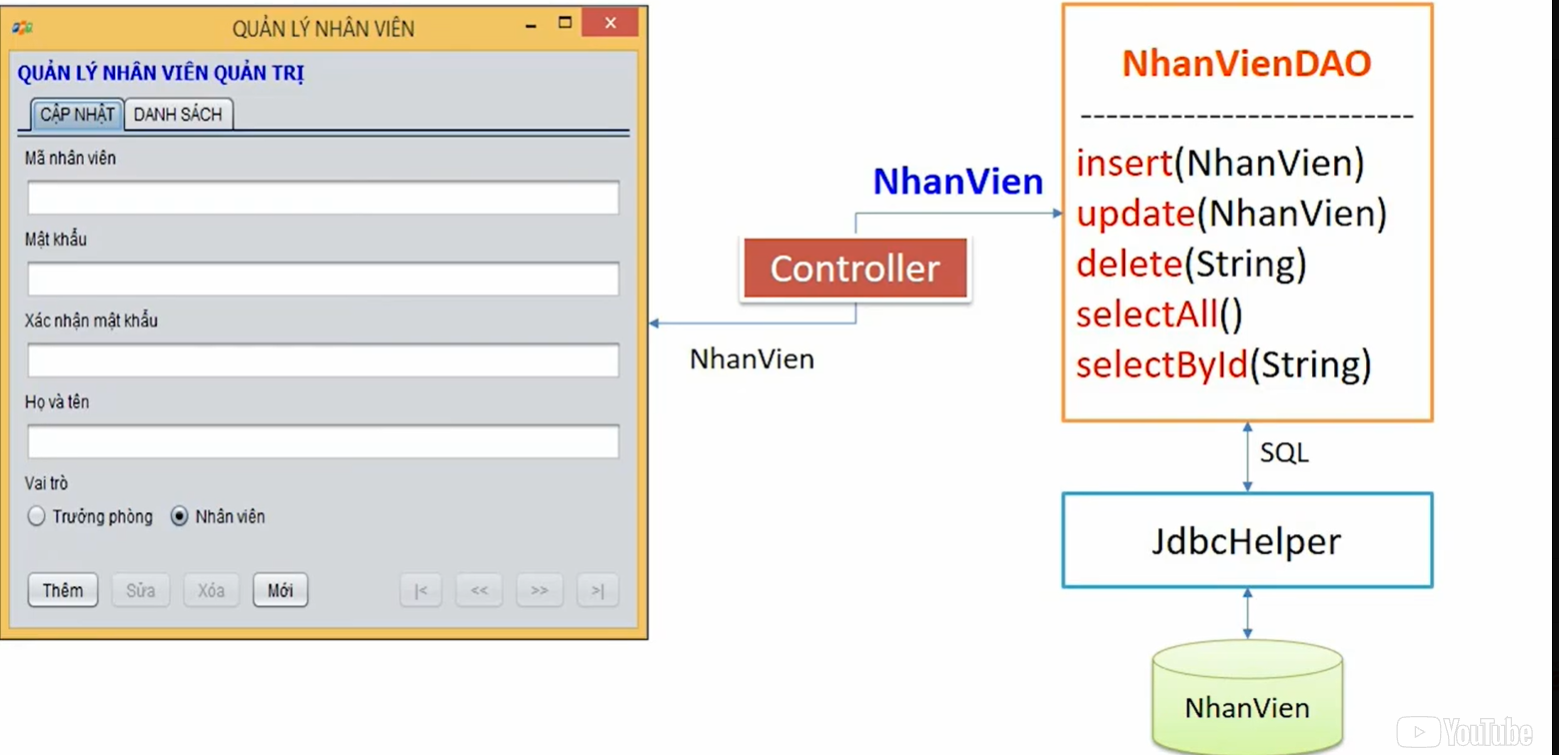 QUẢN LÝ NHÂN VIÊN
QUẢN LÝ NHÂN VIÊN QUẢN TRỊ
CẬP NHẬT
DANH SÁCH
Mã nhân viên
Mật khẩu
Xác nhận mật khẩu
Họ và tên
Vai trò
Trưởng phòng
Nhân viên
Thêm
Sửa
Xóa
Mới
|<
<<
>>
>|
NhanVien
Controller
NhanVien
NhanVienDAO
-------------------------
insert(NhanVien)
update(NhanVien)
delete(String)
selectAll()
selectById(String)
SQL
JdbcHelper
NhanVien
YouTube